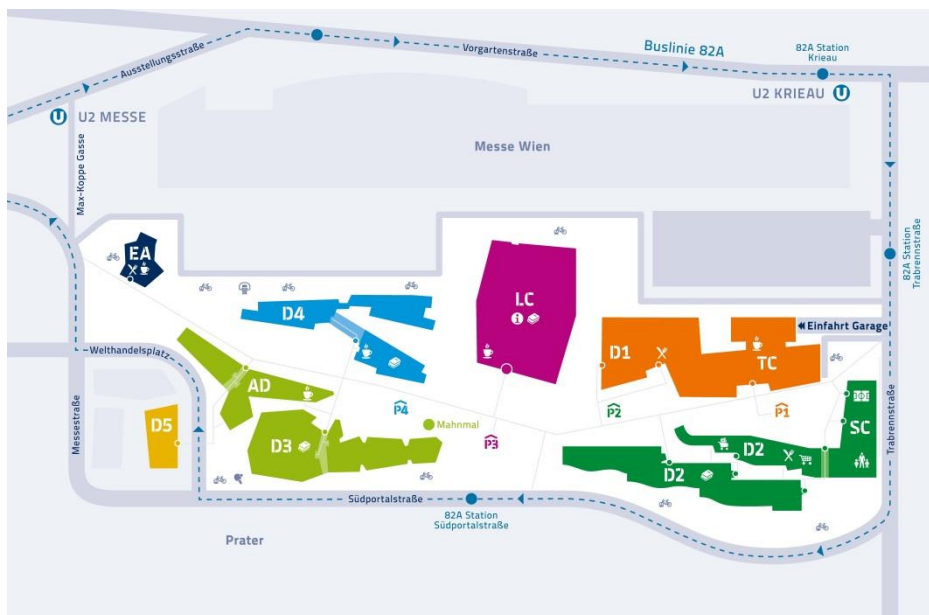 Buslinie 82A
82A Station
Krieau
Vorgartenstraße
Ausstellungsstraße
U2 KRIEAU U
U U2 MESSE
Messe Wien
Max-Koppe Gasse
82A Station
Trabrennstraße
EA
LC
i
D4
Einfahrt Garage
D1
TC
Welthandelsplatz
AD
P4
P2
P1
D5
Mahnmal
SC
Messestraße
D3
P3
D2
D2
Trabrennstraße
Südportalstraße
82A Station
Südportalstraße
Prater